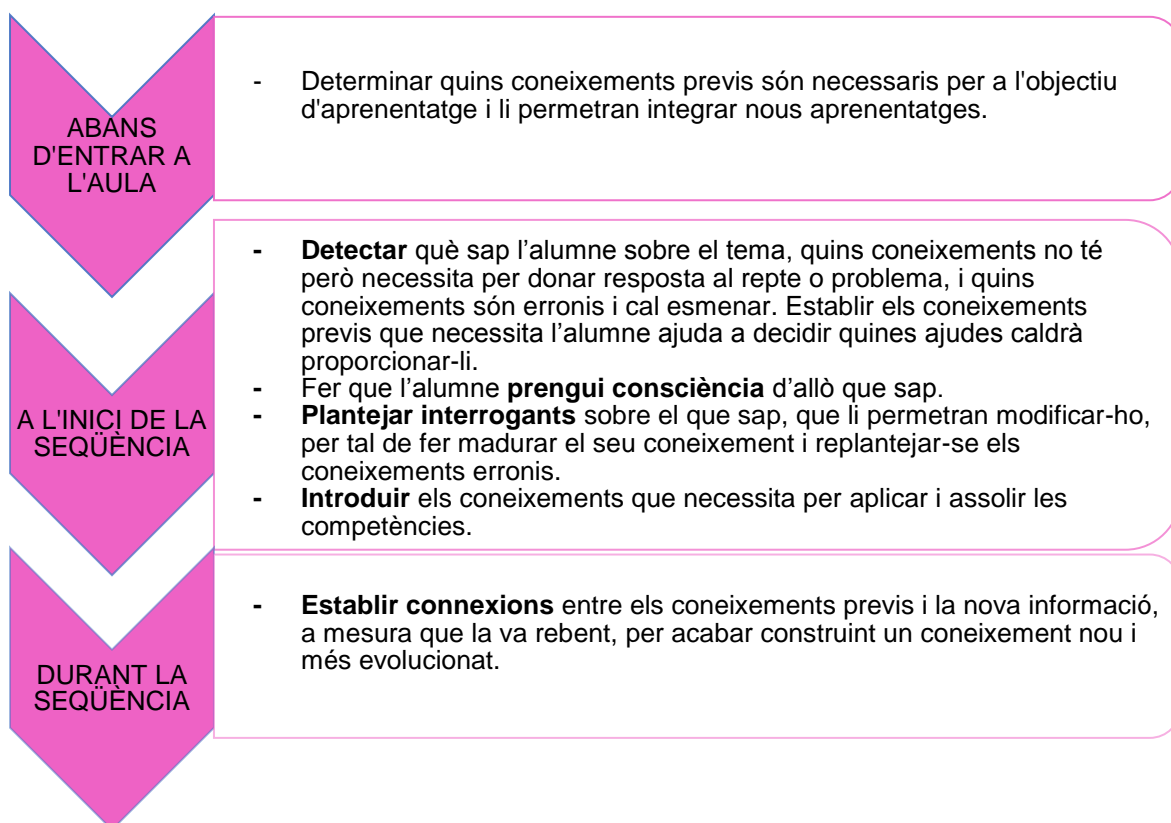 ABANS
D'ENTRAR A
L'AULA
- Determinar quins coneixements previs són necessaris per a l'objectiu
d'aprenentatge i li permetran integrar nous aprenentatges.
A L'INICI DE LA
SEQÜÈNCIA
- Detectar què sap l’alumne sobre el tema, quins coneixements no té
però necessita per donar resposta al repte o problema, i quins
coneixements són erronis i cal esmenar. Establir els coneixements
previs que necessita l’alumne ajuda a decidir quines ajudes caldrà
proporcionar-li.
- Fer que l’alumne prengui consciència d’allò que sap.
- Plantejar interrogants sobre el que sap, que li permetran modificar-ho,
per tal de fer madurar el seu coneixement i replantejar-se els
coneixements erronis.
- Introduir els coneixements que necessita per aplicar i assolir les
competències.
DURANT LA
SEQÜÈNCIA
- Establir connexions entre els coneixements previs i la nova informació,
a mesura que la va rebent, per acabar construint un coneixement nou i
més evolucionat.